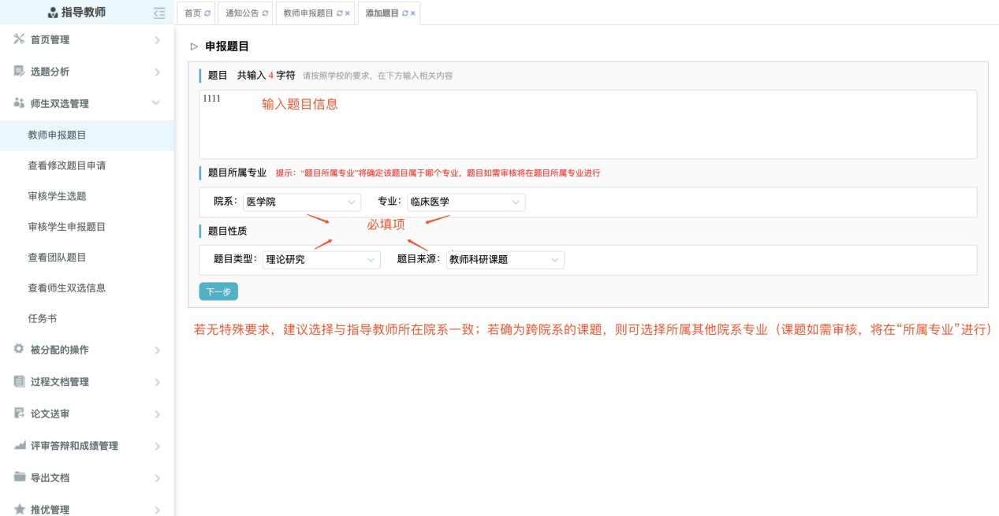 指导教师
首页
通知公告
教师申报题目
添加题目
首页管理
选题分析
师生双选管理
教师申报题目
查看修改题目申请
审核学生选题
审核学生申报题目
查看团队题目
查看师生双选信息
任务书
被分配的操作
过程文档管理
论文送审
评审答辩和成绩管理
导出文档
推优管理
申报题目
题目 共输入 4 字符 请按照学校的要求，在下方输入相关内容
1111
输入题目信息
题目所属专业 提示：“题目所属专业”将确定该题目属于哪个专业，题目如需审核将在题目所属专业进行
院系： 医学院 专业： 临床医学
必填项
题目性质
题目类型： 理论研究 题目来源： 教师科研课题
下一步
若无特殊要求，建议选择与指导教师所在院系一致；若确为跨院系的课题，则可选择所属其他院系专业（课题如需审核，将在“所属专业”进行）